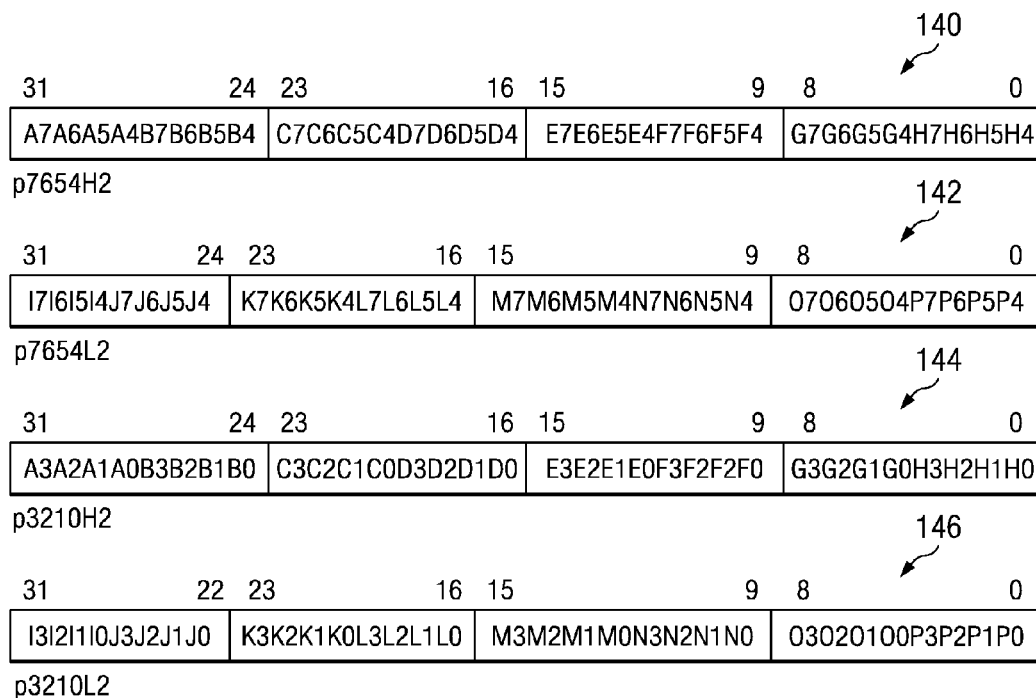 140
31 24 23 16 15 9 8 0
A7A6A5A4B7B6B5B4 C7C6C5C4D7D6D5D4 E7E6E5E4F7F6F5F4 G7G6G5G4H7H6H5H4
p7654H2
142
31 24 23 16 15 9 8 0
I7I6I5I4J7J6J5J4 K7K6K5K4L7L6L5L4 M7M6M5M4N7N6N5N4 O7O6O5O4P7P6P5P4
p7654L2
144
31 24 23 16 15 9 8 0
A3A2A1A0B3B2B1B0 C3C2C1C0D3D2D1D0 E3E2E1E0F3F2F2F0 G3G2G1G0H3H2H1H0
p3210H2
146
31 22 23 16 15 9 8 0
I3I2I1I0J3J2J1J0 K3K2K1K0L3L2L1L0 M3M2M1M0N3N2N1N0 O3O2O1O0P3P2P1P0
p3210L2